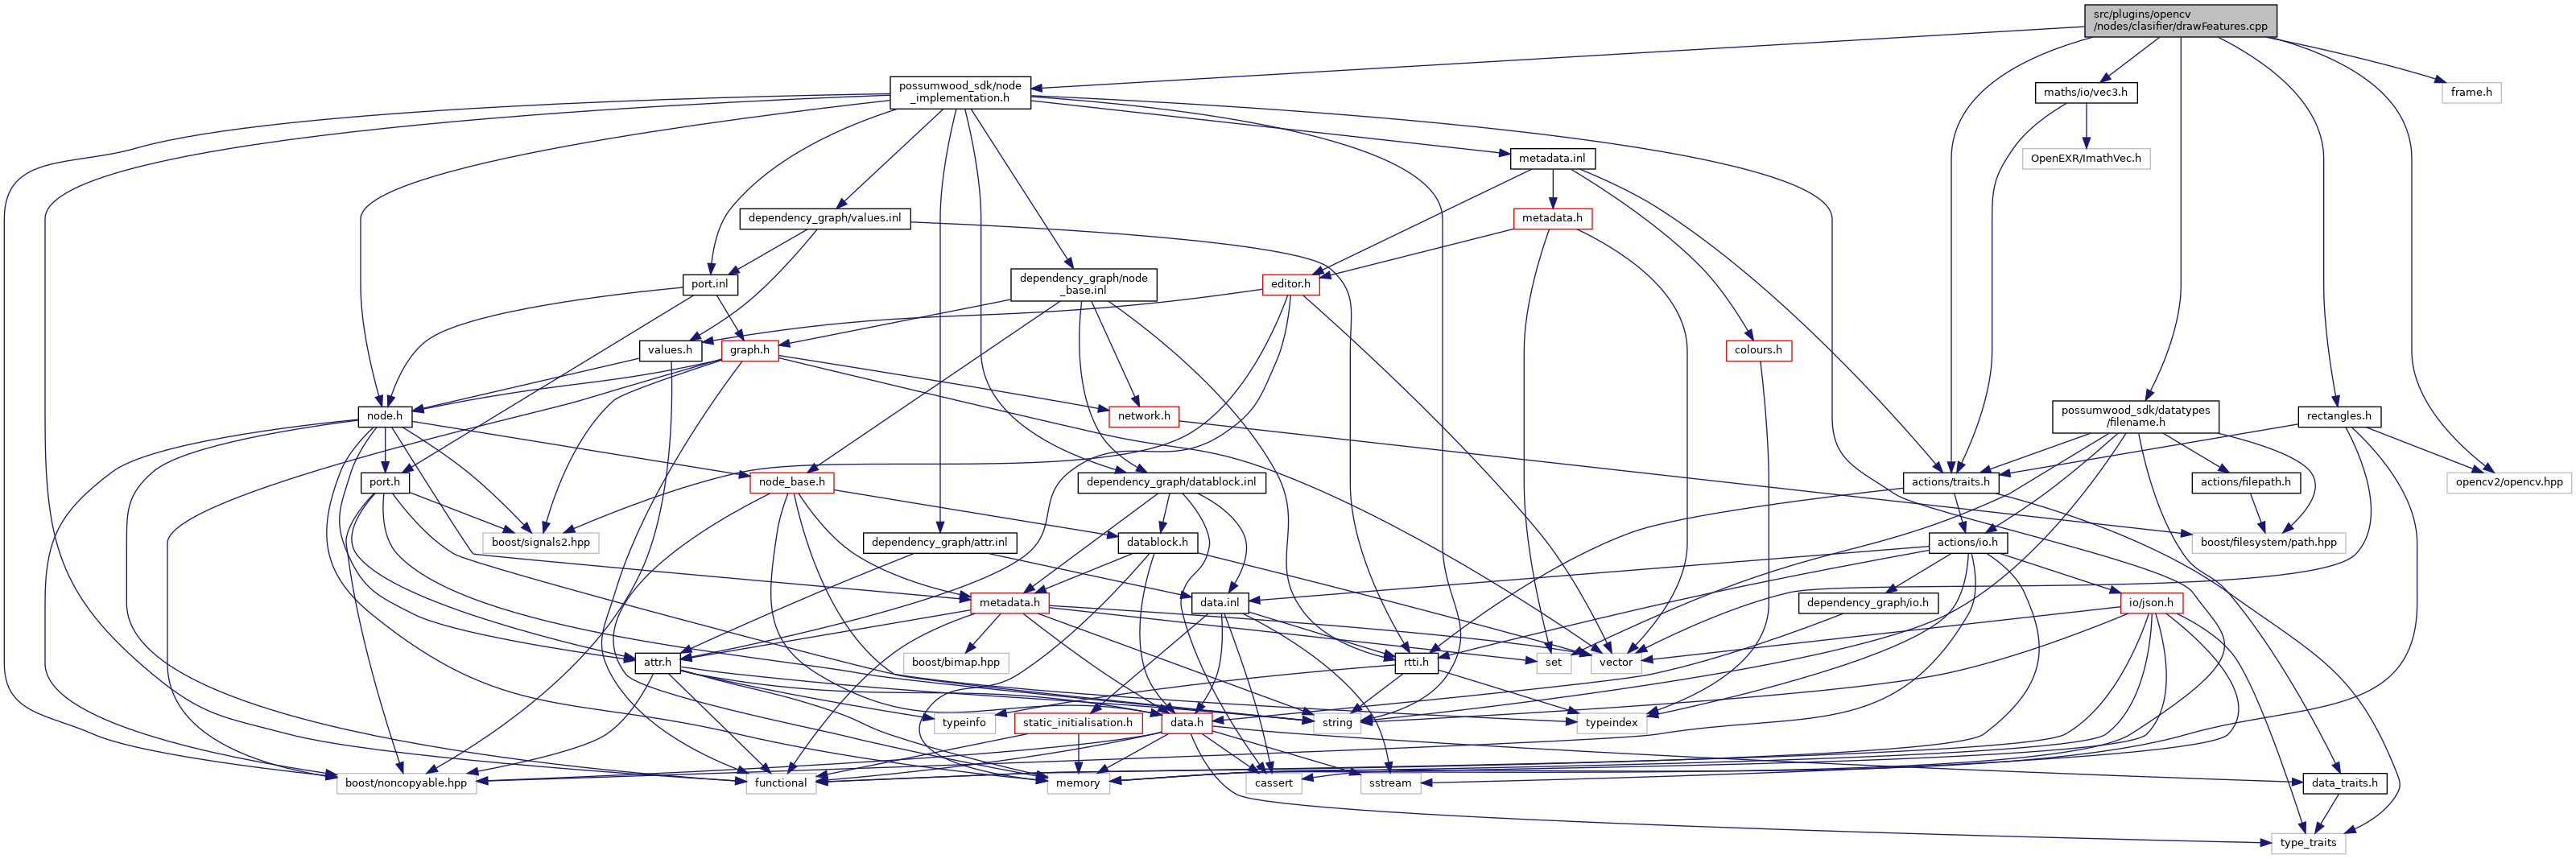 src/plugins/opencv
/nodes/clasifier/drawFeatures.cpp
possumwood_sdk/node
_implementation.h
maths/io/vec3.h
frame.h
metadata.inl
OpenEXR/ImathVec.h
dependency_graph/values.inl
metadata.h
port.inl
dependency_graph/node
_base.inl
editor.h
values.h
graph.h
colours.h
node.h
network.h
possumwood_sdk/datatypes
/filename.h
rectangles.h
port.h
node_base.h
dependency_graph/datablock.inl
actions/traits.h
actions/filepath.h
opencv2/opencv.hpp
boost/signals2.hpp
dependency_graph/attr.inl
datablock.h
actions/io.h
boost/filesystem/path.hpp
metadata.h
data.inl
dependency_graph/io.h
io/json.h
attr.h
boost/bimap.hpp
rtti.h
set
vector
typeinfo
static_initialisation.h
data.h
string
typeindex
boost/noncopyable.hpp
functional
memory
cassert
sstream
data_traits.h
type_traits